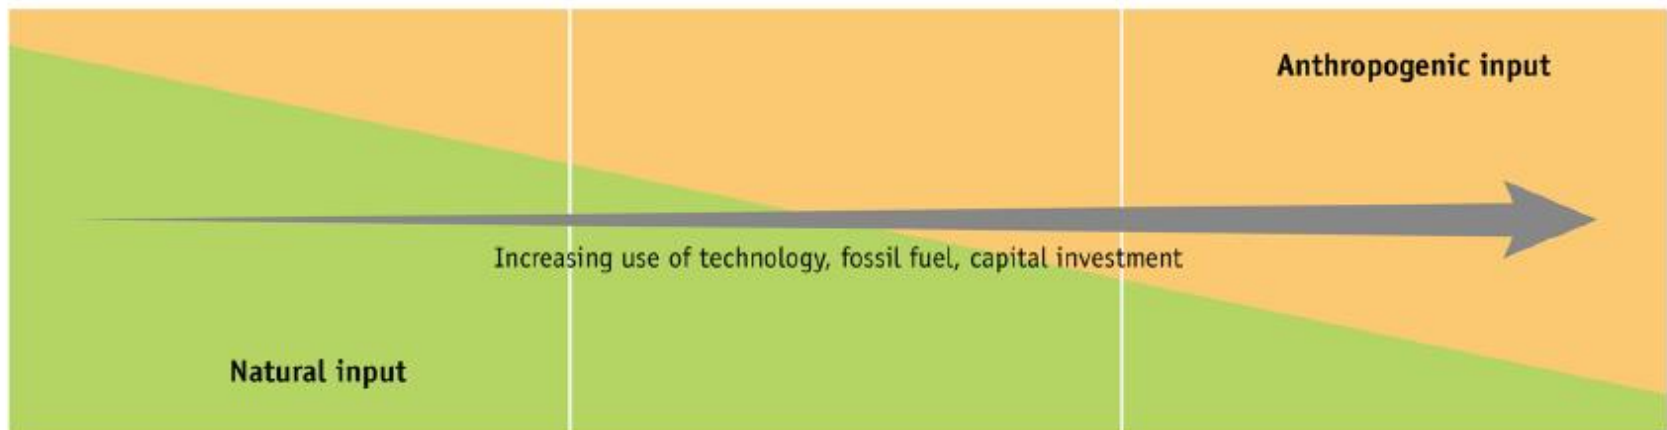 Anthropogenic input
Increasing use of technology, fossil fuel, capital investment
Natural input